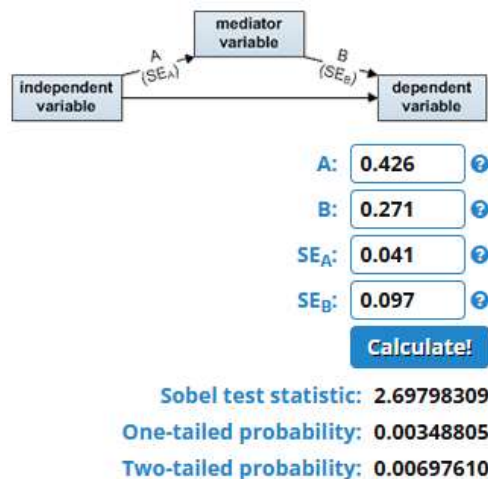 mediator
variable
A
(SEA)
B
(SEB)
independent
variable
dependent
variable
A: 0.426 ?
B: 0.271 ?
SEA: 0.041 ?
SEB: 0.097 ?
Calculate!
Sobel test statistic: 2.69798309
One-tailed probability: 0.00348805
Two-tailed probability: 0.00697610